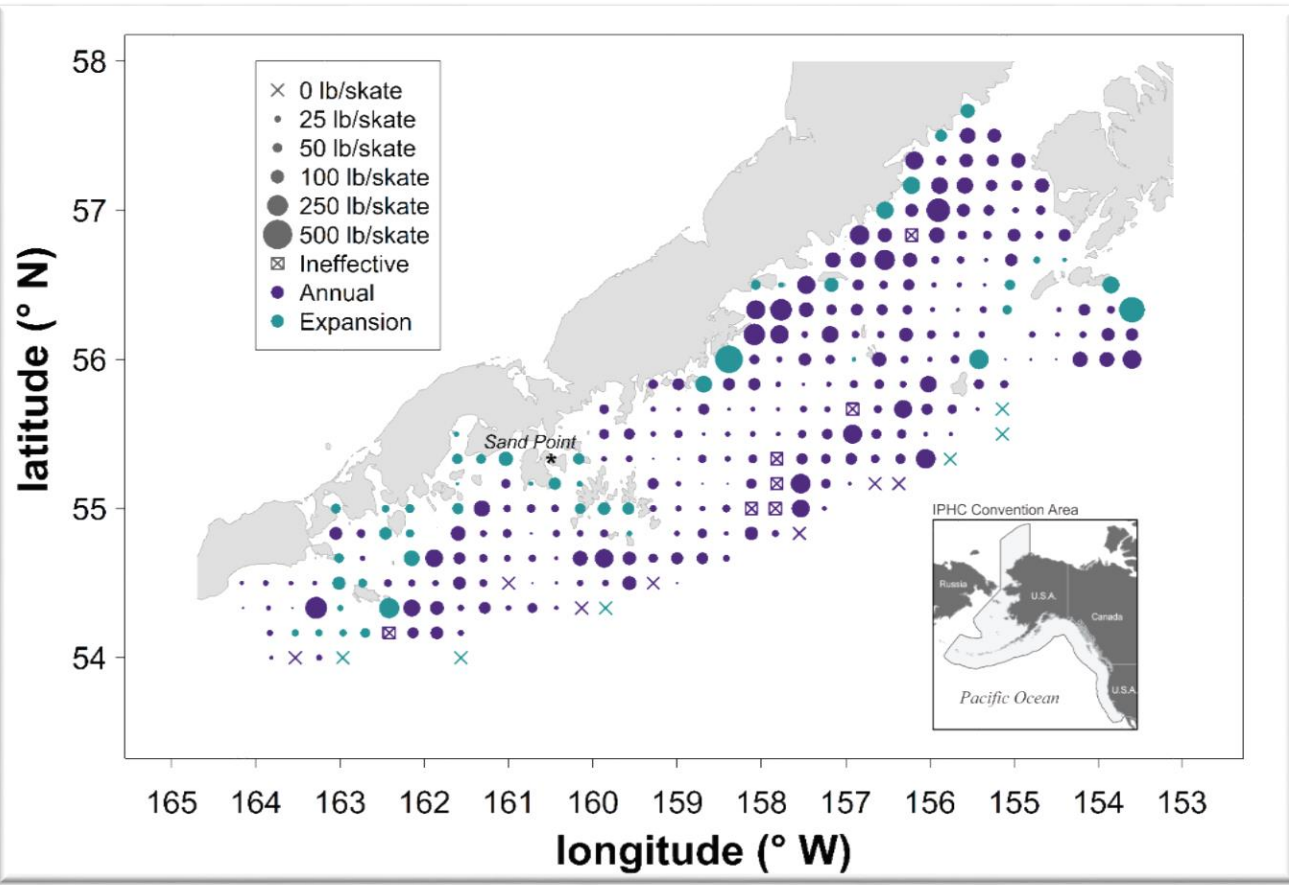 58
57
56
55
54
latitude (° N)
0 lb/skate
25 lb/skate
50 lb/skate
100 lb/skate
250 lb/skate
500 lb/skate
Ineffective
Annual
Expansion
Sand Point
*
IPHC Convention Area
Russia
U.S.A.
Canada
U.S.A.
Pacific Ocean
165 164 163 162 161 160 159 158 157 156 155 154 153
longitude (° W)